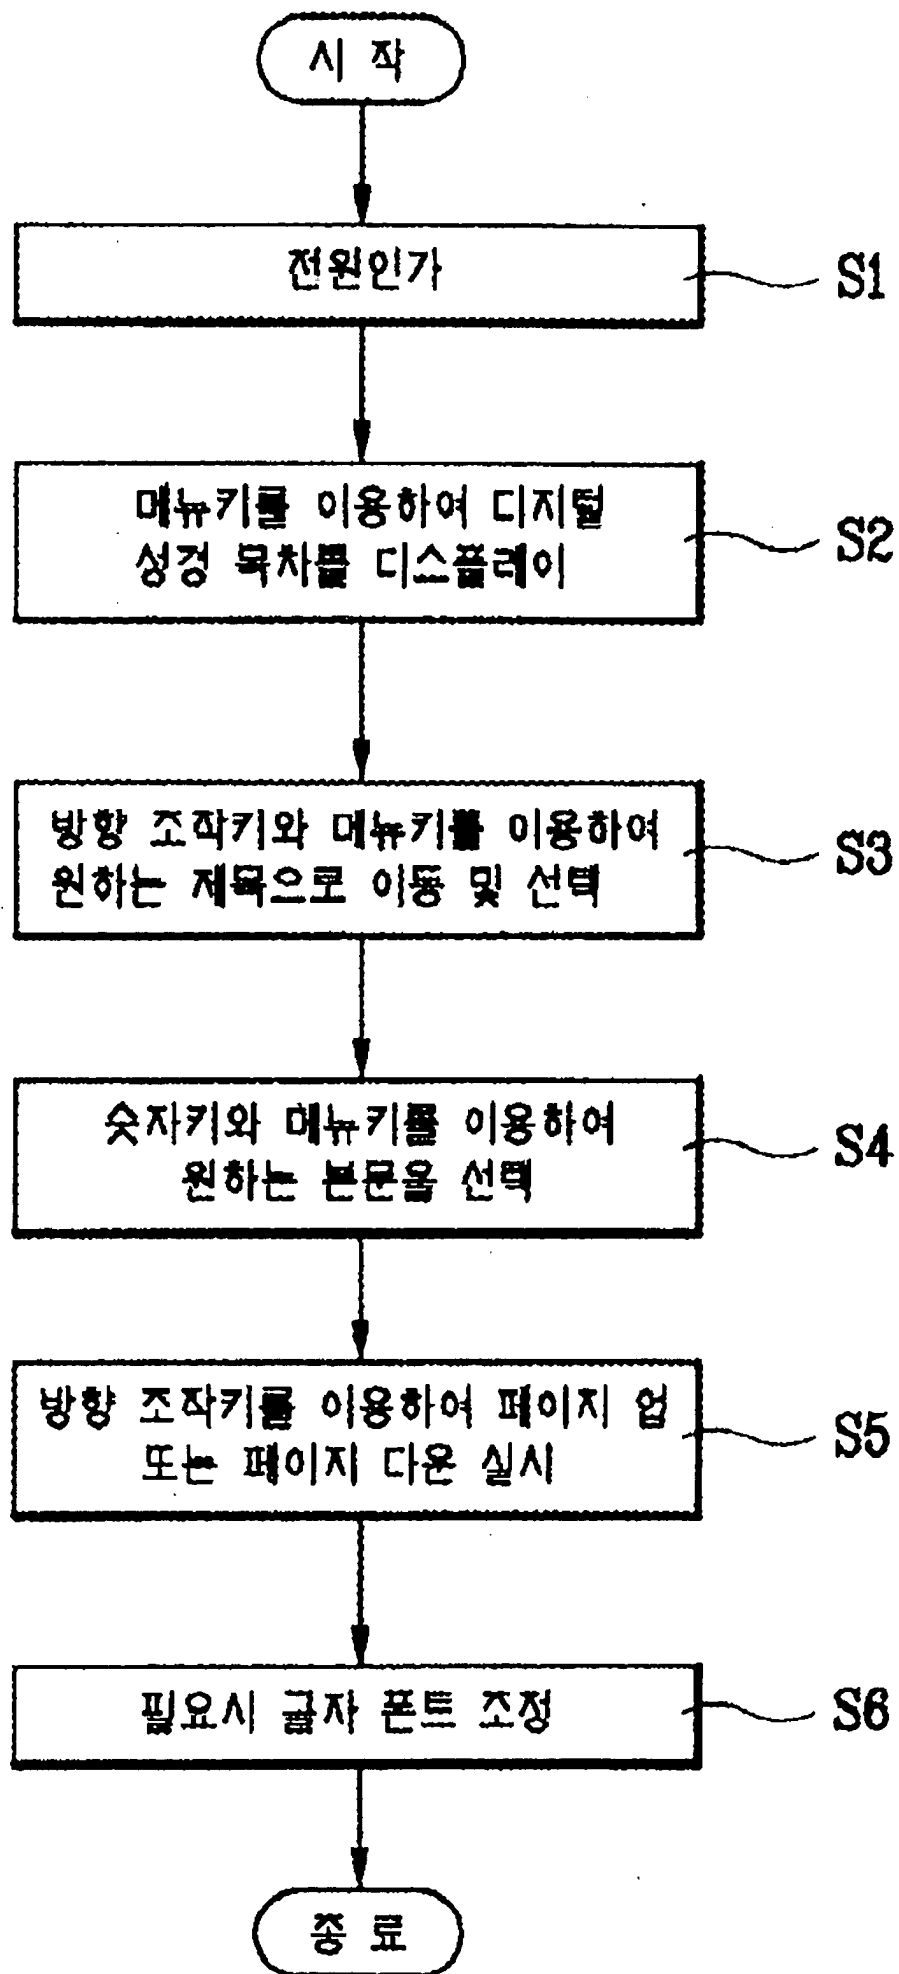 시 작
전원인가
S1
메뉴키를 이용하여 디지털
성경 목차를 디스플레이
S2
방향 조작키와 메뉴키를 이용하여
원하는 제목으로 이동 및 선택
S3
숫자키와 메뉴키를 이용하여
원하는 본문을 선택
S4
방향 조작키를 이용하여 페이지 업
또는 페이지 다운 실시
S5
필요시 글자 폰트 조정
S6
종 료